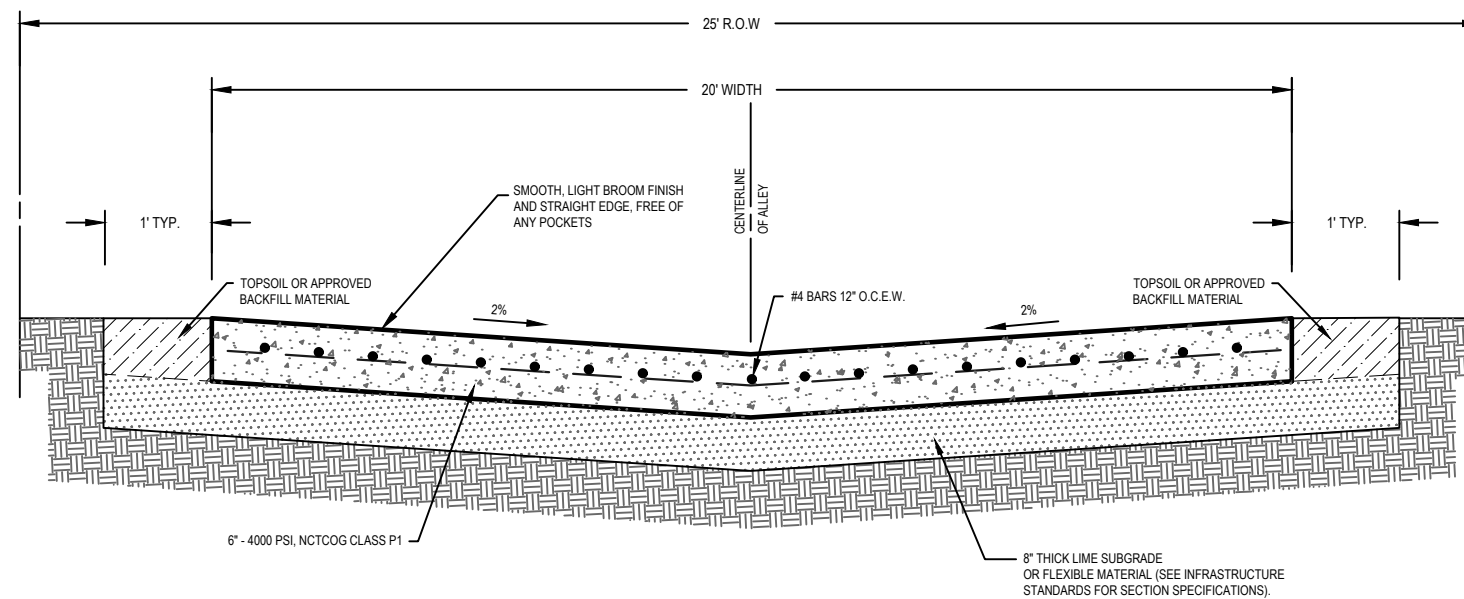 25' R.O.W
20' WIDTH
CENTERLINE
OF ALLEY
SMOOTH, LIGHT BROOM FINISH
AND STRAIGHT EDGE, FREE OF
ANY POCKETS
1' TYP.
1' TYP.
TOPSOIL OR APPROVED
BACKFILL MATERIAL
TOPSOIL OR APPROVED
BACKFILL MATERIAL
#4 BARS 12" O.C.E.W.
2%
2%
6" - 4000 PSI, NCTCOG CLASS P1
8" THICK LIME SUBGRADE
OR FLEXIBLE MATERIAL (SEE INFRASTRUCTURE
STANDARDS FOR SECTION SPECIFICATIONS).